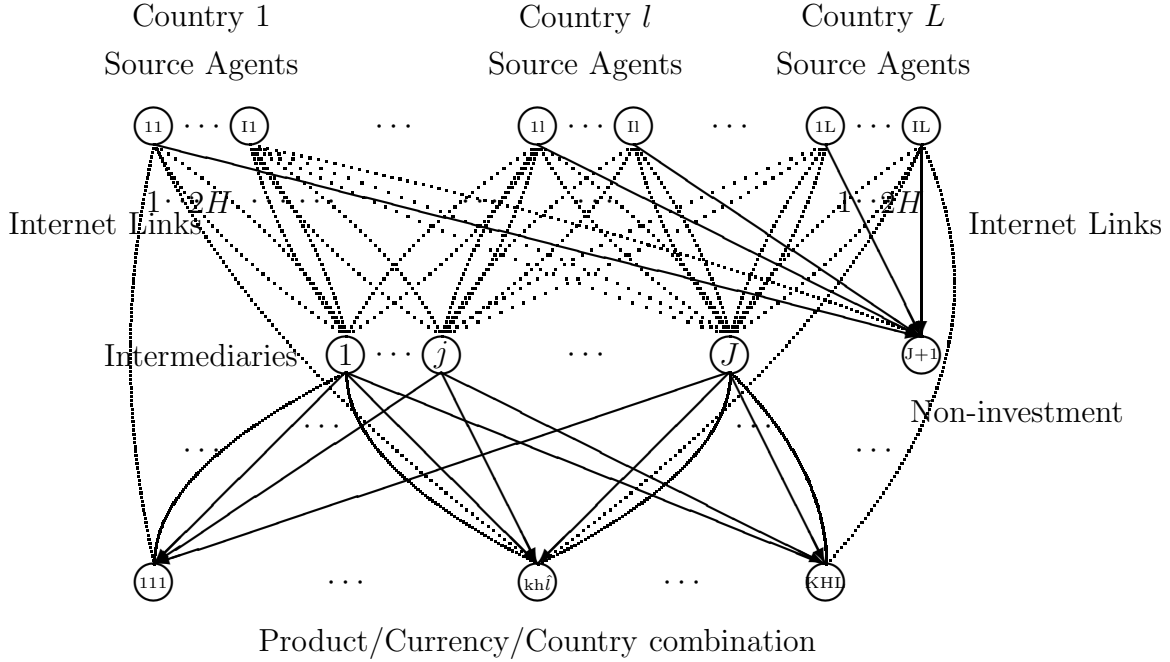 Country 1 Country l Country L
Source Agents Source Agents Source Agents
11 ··· I1 ··· 1l ··· Il ··· 1L ··· IL
1 ·· 2H ···· 1 ·· 2H
Internet Links Internet Links
Intermediaries 1 ··· j ··· J J+1
Non-investment
··· ···
··· ···
111 ··· khl̂ ··· KHL
Product/Currency/Country combination